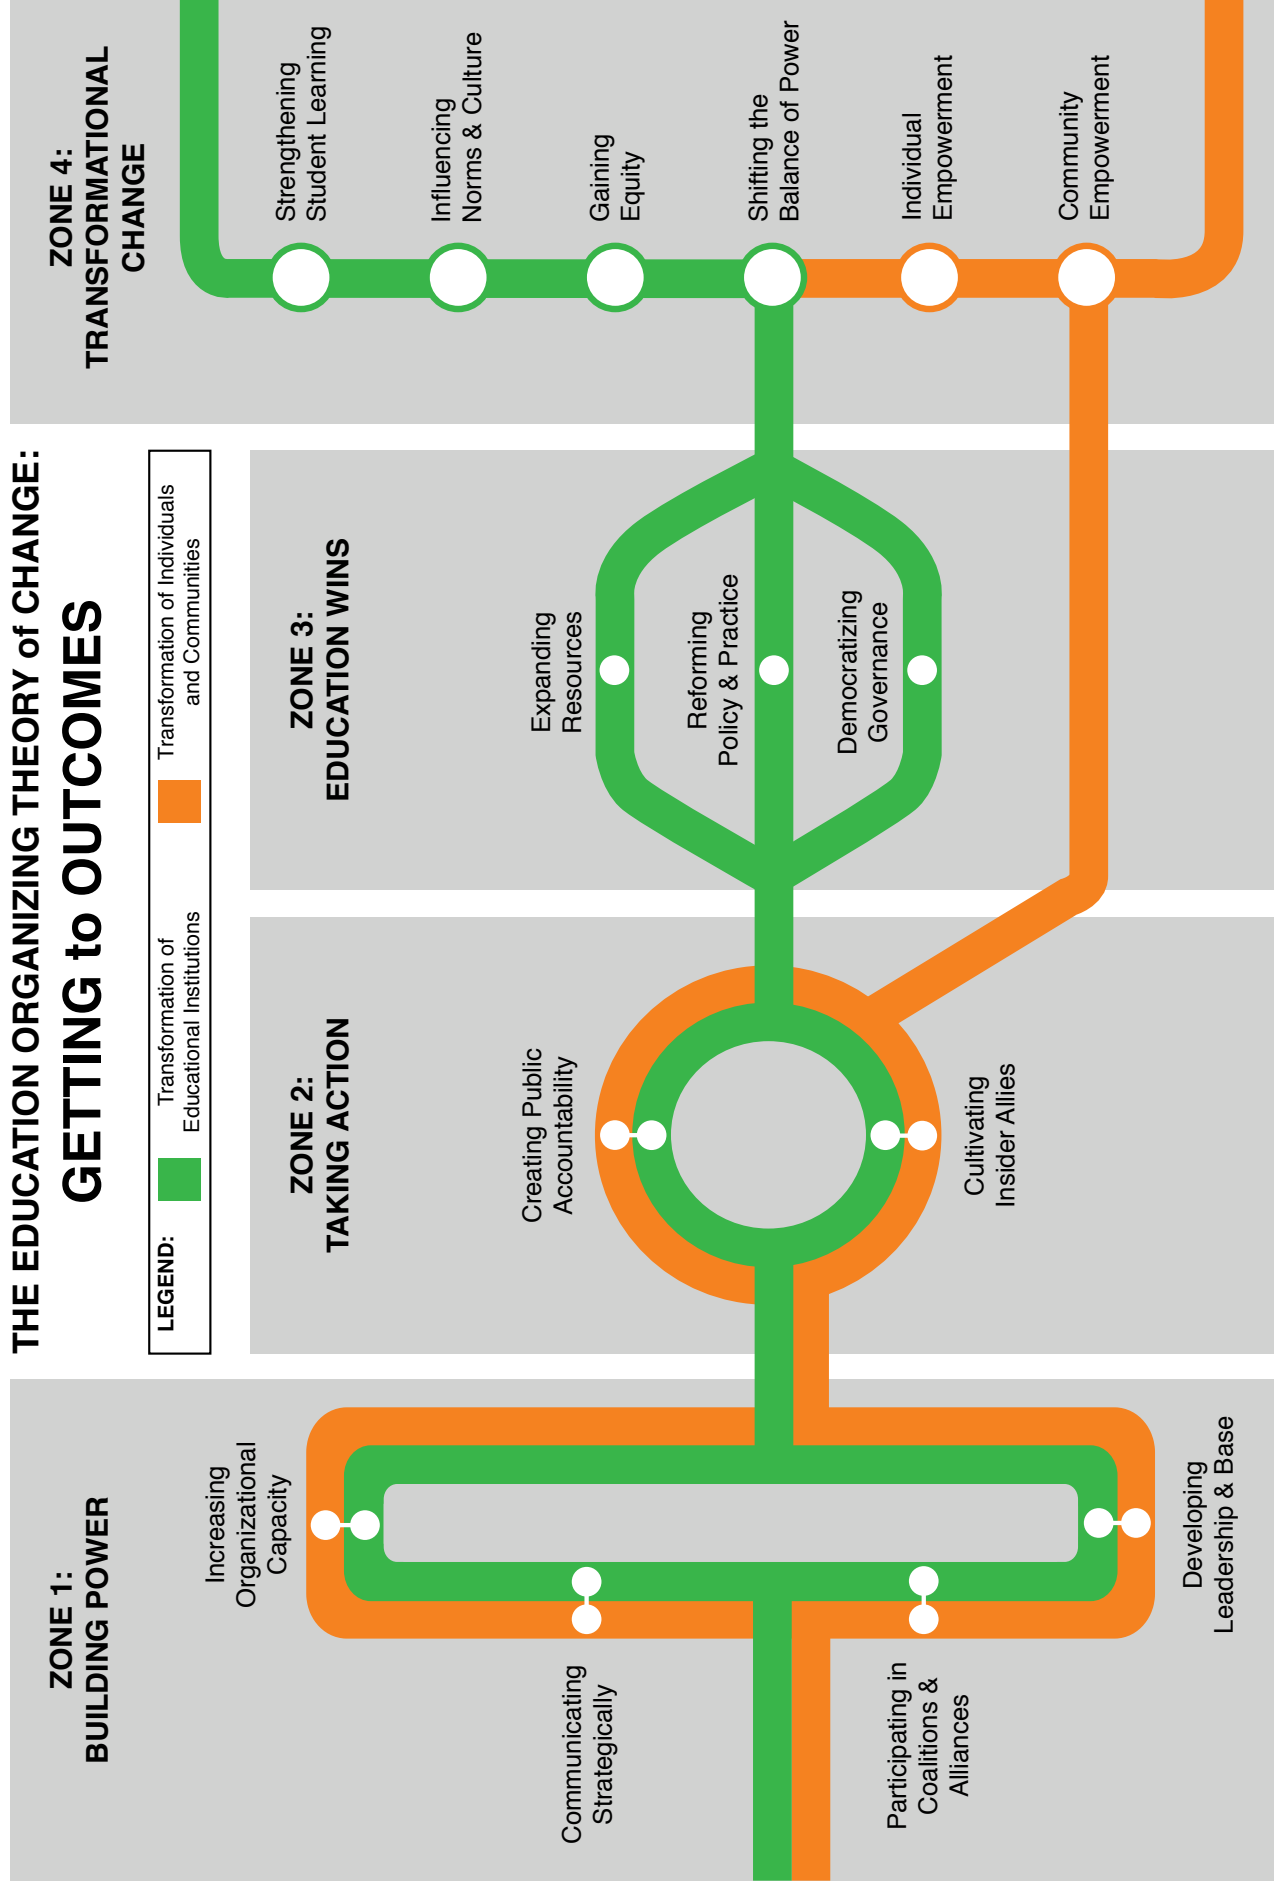 THE EDUCATION ORGANIZING THEORY of CHANGE:
GETTING to OUTCOMES
LEGEND:
Transformation of
Educational Institutions
Transformation of Individuals
and Communities
ZONE 1:
BUILDING POWER
Increasing
Organizational
Capacity
Communicating
Strategically
Participating in
Coalitions &
Alliances
Developing
Leadership & Base
ZONE 2:
TAKING ACTION
Creating Public
Accountability
Cultivating
Insider Allies
ZONE 3:
EDUCATION WINS
Expanding
Resources
Reforming
Policy & Practice
Democratizing
Governance
ZONE 4:
TRANSFORMATIONAL
CHANGE
Strengthening
Student Learning
Influencing
Norms & Culture
Gaining
Equity
Shifting the
Balance of Power
Individual
Empowerment
Community
Empowerment